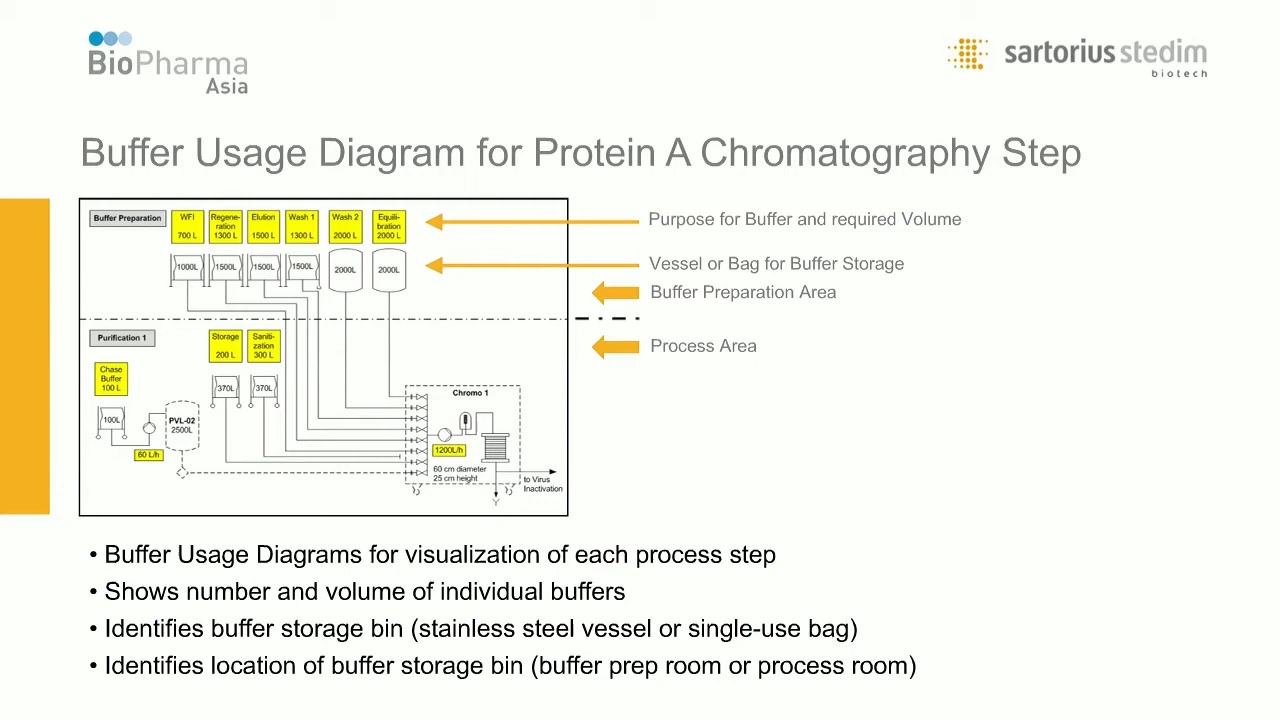 BioPharma
Asia
sartorius stedim
biotech
Buffer Usage Diagram for Protein A Chromatography Step
Buffer Preparation
WFI
700 L
Regene-
ration
1300 L
Elution
1500 L
Wash 1
1300 L
Wash 2
2000 L
Equili-
bration
2000 L
Purpose for Buffer and required Volume
1000L
1500L
1500L
1500L
2000L
2000L
Vessel or Bag for Buffer Storage
Buffer Preparation Area
Purification 1
Storage
200 L
Saniti-
zation
300 L
Process Area
Chase
Buffer
100 L
370L
370L
Chromo 1
100L
PVL-02
2500L
60 L/h
1200L/h
60 cm diameter
25 cm height
to Virus
Inactivation
• Buffer Usage Diagrams for visualization of each process step
• Shows number and volume of individual buffers
• Identifies buffer storage bin (stainless steel vessel or single-use bag)
• Identifies location of buffer storage bin (buffer prep room or process room)